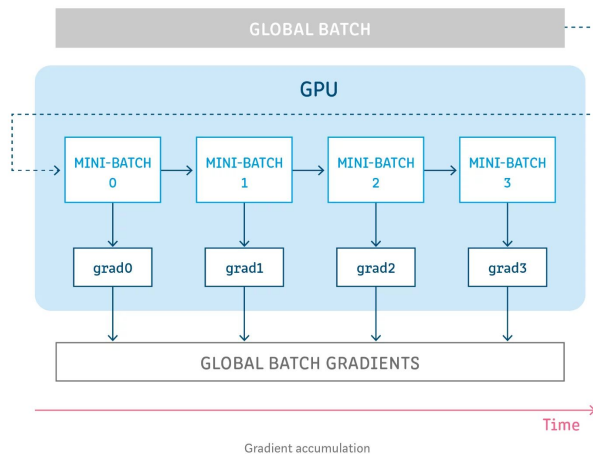 GLOBAL BATCH
GPU
MINI-BATCH
0
MINI-BATCH
1
MINI-BATCH
2
MINI-BATCH
3
grad0
grad1
grad2
grad3
GLOBAL BATCH GRADIENTS
Time
Gradient accumulation